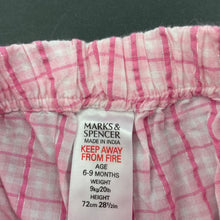 MARKS &
SPENCER
MADE IN INDIA
KEEP AWAY
FROM FIRE
AGE
6-9 MONTHS
WEIGHT
9kg/20lb
HEIGHT
72cm 28½in